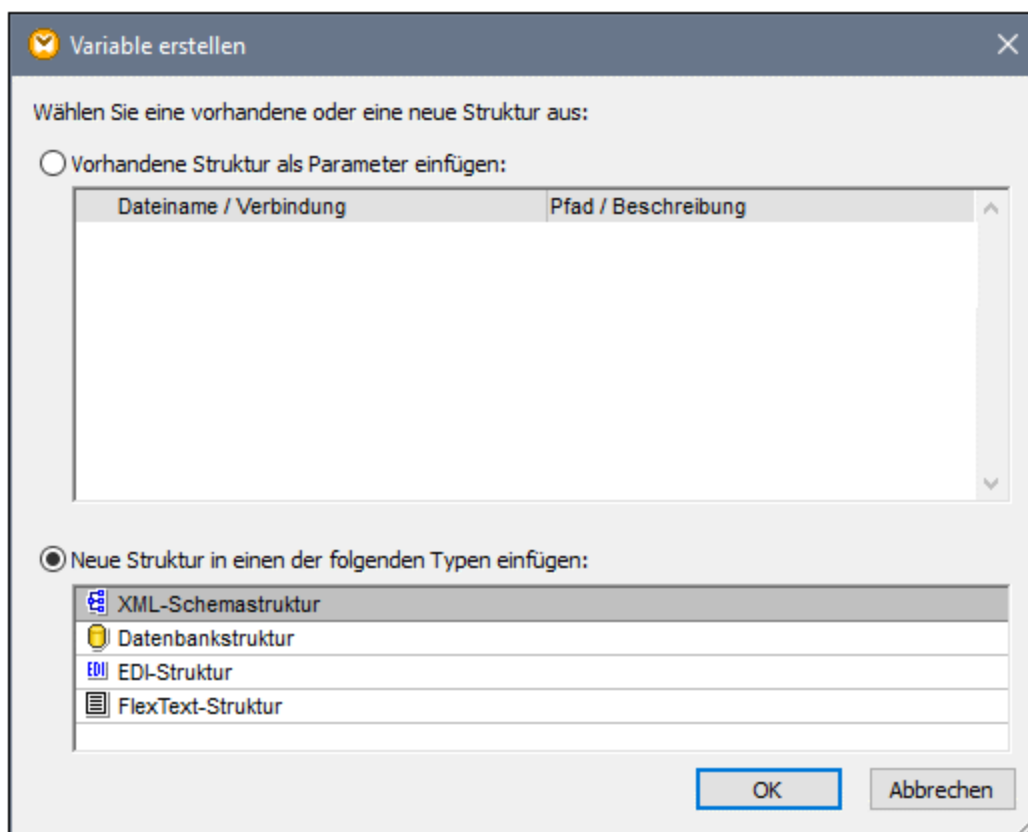 Variable erstellen
Wählen Sie eine vorhandene oder eine neue Struktur aus:
Vorhandene Struktur als Parameter einfügen:
Dateiname / Verbindung Pfad / Beschreibung
Neue Struktur in einen der folgenden Typen einfügen:
XML-Schemastruktur
Datenbankstruktur
EDI EDI-Struktur
FlexText-Struktur
OK Abbrechen